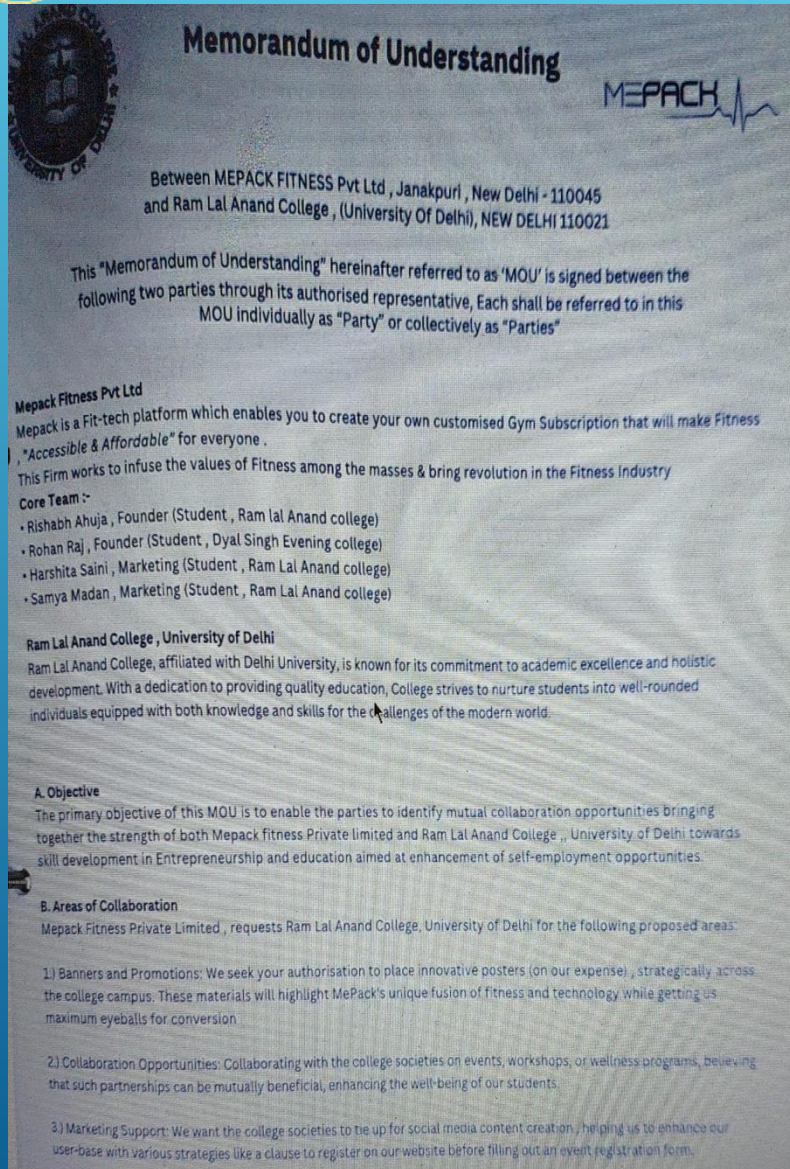 Memorandum of Understanding
UNIVERSITY OF DELHI
MEPACK
Between MEPACK FITNESS Pvt Ltd , Janakpuri , New Delhi - 110045
and Ram Lal Anand College , (University Of Delhi), NEW DELHI 110021
This "Memorandum of Understanding" hereinafter referred to as 'MOU' is signed between the
following two parties through its authorised representative, Each shall be referred to in this
MOU individually as "Party" or collectively as "Parties"
Mepack Fitness Pvt Ltd
Mepack is a Fit-tech platform which enables you to create your own customised Gym Subscription that will make Fitness
,"Accessible & Affordable" for everyone .
This Firm works to infuse the values of Fitness among the masses & bring revolution in the Fitness Industry
Core Team :-
• Rishabh Ahuja , Founder (Student , Ram lal Anand college)
• Rohan Raj , Founder (Student , Dyal Singh Evening college)
• Harshita Saini , Marketing (Student , Ram Lal Anand college)
• Samya Madan , Marketing (Student , Ram Lal Anand college)
Ram Lal Anand College , University of Delhi
Ram Lal Anand College, affiliated with Delhi University, is known for its commitment to academic excellence and holistic
development. With a dedication to providing quality education, College strives to nurture students into well-rounded
individuals equipped with both knowledge and skills for the challenges of the modern world.
A. Objective
The primary objective of this MOU is to enable the parties to identify mutual collaboration opportunities bringing
together the strength of both Mepack fitness Private limited and Ram Lal Anand College ,, University of Delhi towards
skill development in Entrepreneurship and education aimed at enhancement of self-employment opportunities.
B. Areas of Collaboration
Mepack Fitness Private Limited , requests Ram Lal Anand College, University of Delhi for the following proposed areas:
1.) Banners and Promotions: We seek your authorisation to place innovative posters (on our expense) , strategically across
the college campus. These materials will highlight MePack's unique fusion of fitness and technology while getting us
maximum eyeballs for conversion
2.) Collaboration Opportunities: Collaborating with the college societies on events, workshops, or wellness programs, believing
that such partnerships can be mutually beneficial, enhancing the well-being of our students.
3.) Marketing Support: We want the college societies to tie up for social media content creation , helping us to enhance our
user-base with various strategies like a clause to register on our website before filling out an event registration form.